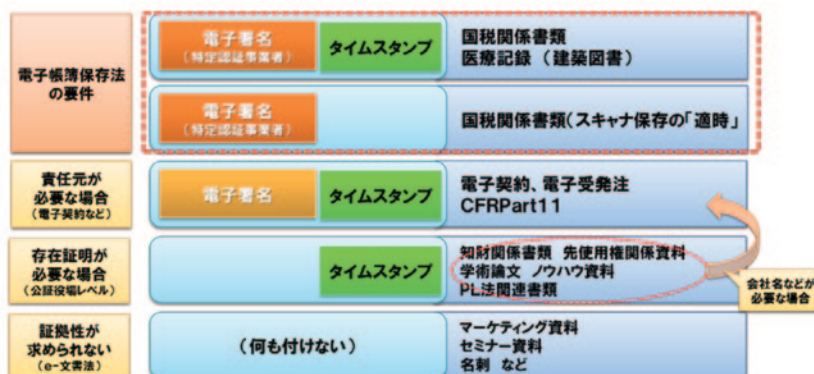 電子帳簿保存法
の要件
電子署名
(特定認証事業者)
タイムスタンプ
国税関係書類
医療記録 (建築図書)
電子署名
(特定認証事業者)
国税関係書類(スキャナ保存の「適時」
責任元が
必要な場合
(電子契約など)
電子署名
タイムスタンプ
電子契約、電子受発注
CFRPart11
存在証明が
必要な場合
(公証役場レベル)
タイムスタンプ
知財関係書類 先使用権関係資料
学術論文 ノウハウ資料
PL法関連書類
会社名などが
必要な場合
証拠性が
求められない
(e-文書法)
(何も付けない)
マーケティング資料
セミナー資料
名刺 など